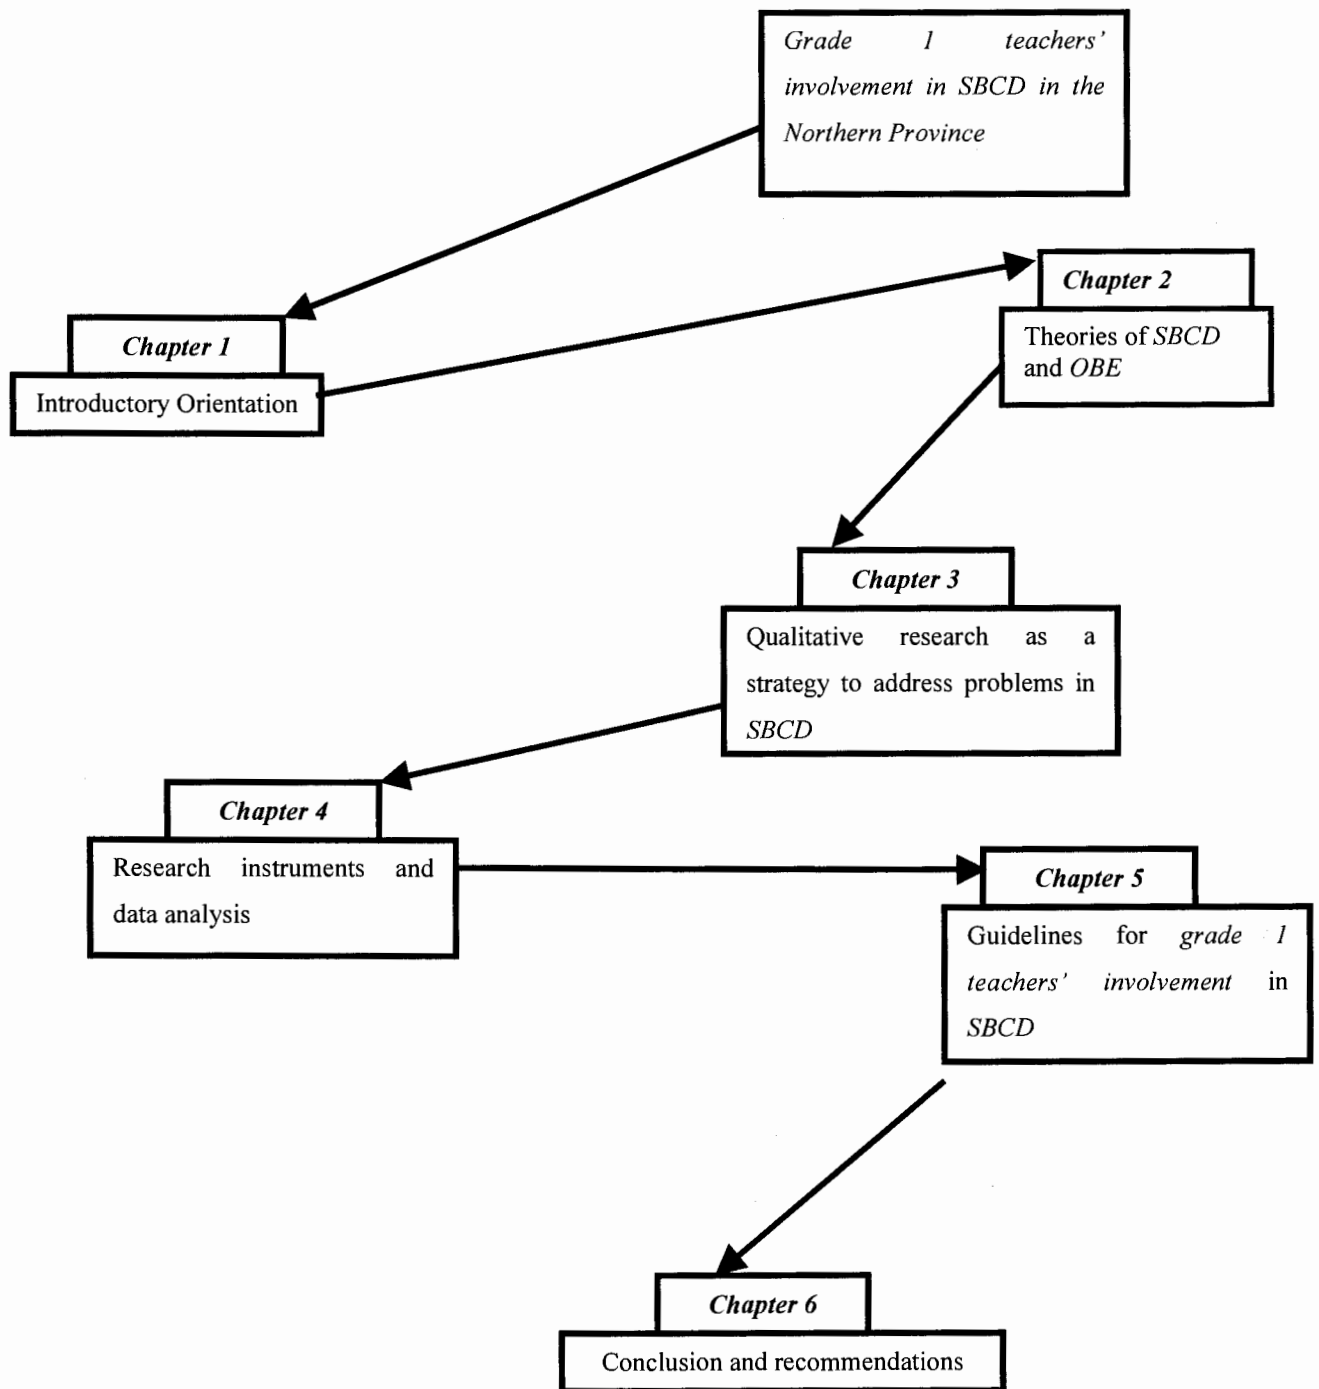 Grade 1 teachers'
involvement in SBCD in the
Northern Province
Chapter 2
Theories of SBCD
and OBE
Chapter 1
Introductory Orientation
Chapter 3
Qualitative research as a
strategy to address problems in
SBCD
Chapter 4
Research instruments and
data analysis
Chapter 5
Guidelines for grade 1
teachers' involvement in
SBCD
Chapter 6
Conclusion and recommendations